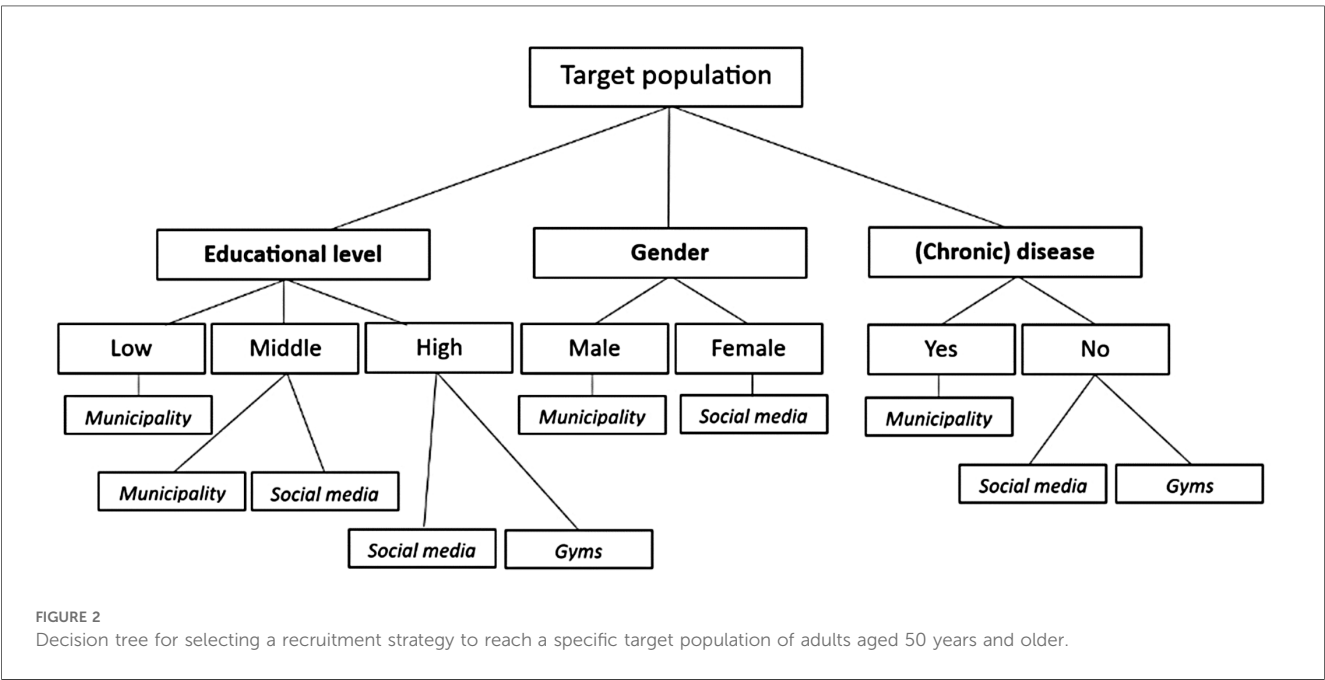 Target population
Educational level
Gender
(Chronic) disease
Low
Middle
High
Male
Female
Yes
No
Municipality
Municipality
Social media
Municipality
Municipality
Social media
Social media
Gyms
Social media
Gyms
FIGURE 2
Decision tree for selecting a recruitment strategy to reach a specific target population of adults aged 50 years and older.